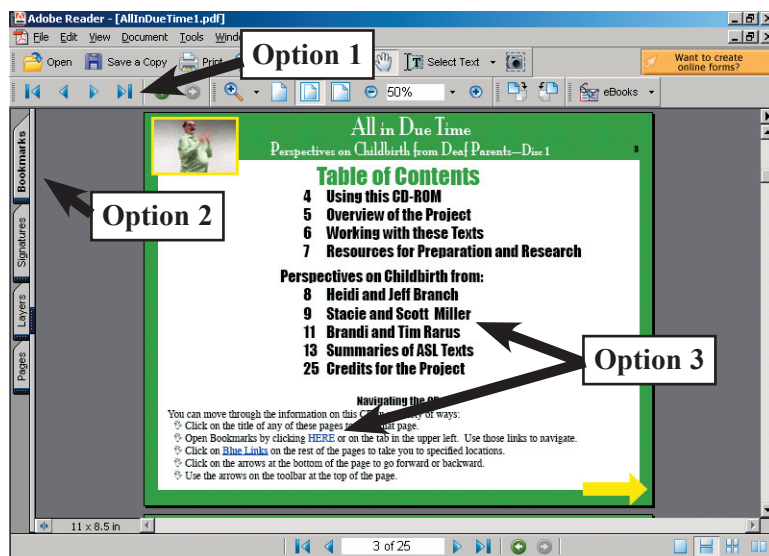 Adobe Reader - [AllInDueTime1.pdf]
File Edit View Document Tools
Open Save a Copy Select Text
Want to create
online forms?
Option 1
50% eBooks
Bookmarks
Signatures
Layers
Pages
Option 2
All in Due Time
Perspectives on Childbirth from Deaf Parents—Disc 1
Table of Contents
4 Using this CD-ROM
5 Overview of the Project
6 Working with these Texts
7 Resources for Preparation and Research
Perspectives on Childbirth from:
8 Heidi and Jeff Branch
9 Stacie and Scott Miller
11 Brandi and Tim Rarus
13 Summaries of ASL Texts
25 Credits for the Project
Option 3
Navigating the
You can move through the information on this of ways:
Click on the title of any of these pages that page.
Open Bookmarks by clicking HERE or on the tab in the upper left. Use those links to navigate.
Click on Blue Links on the rest of the pages to take you to specified locations.
Click on the arrows at the bottom of the page to go forward or backward.
Use the arrows on the toolbar at the top of the page.
11 x 8.5 in
3 of 25